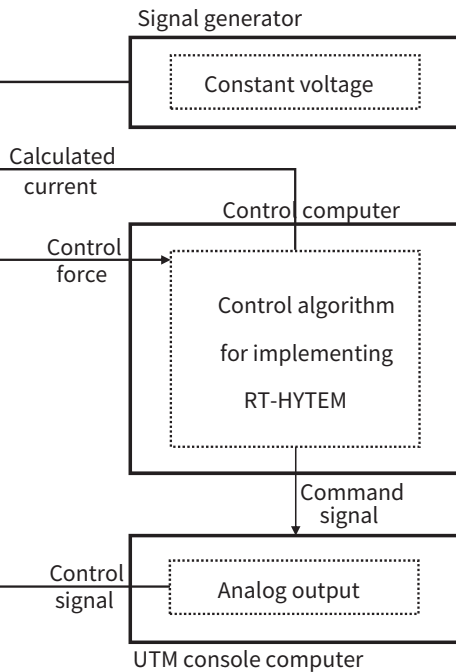 Signal generator
Constant voltage
Calculated
current
Control computer
Control
force
Control algorithm
for implementing
RT-HYTEM
Command
signal
Control
signal
Analog output
UTM console computer